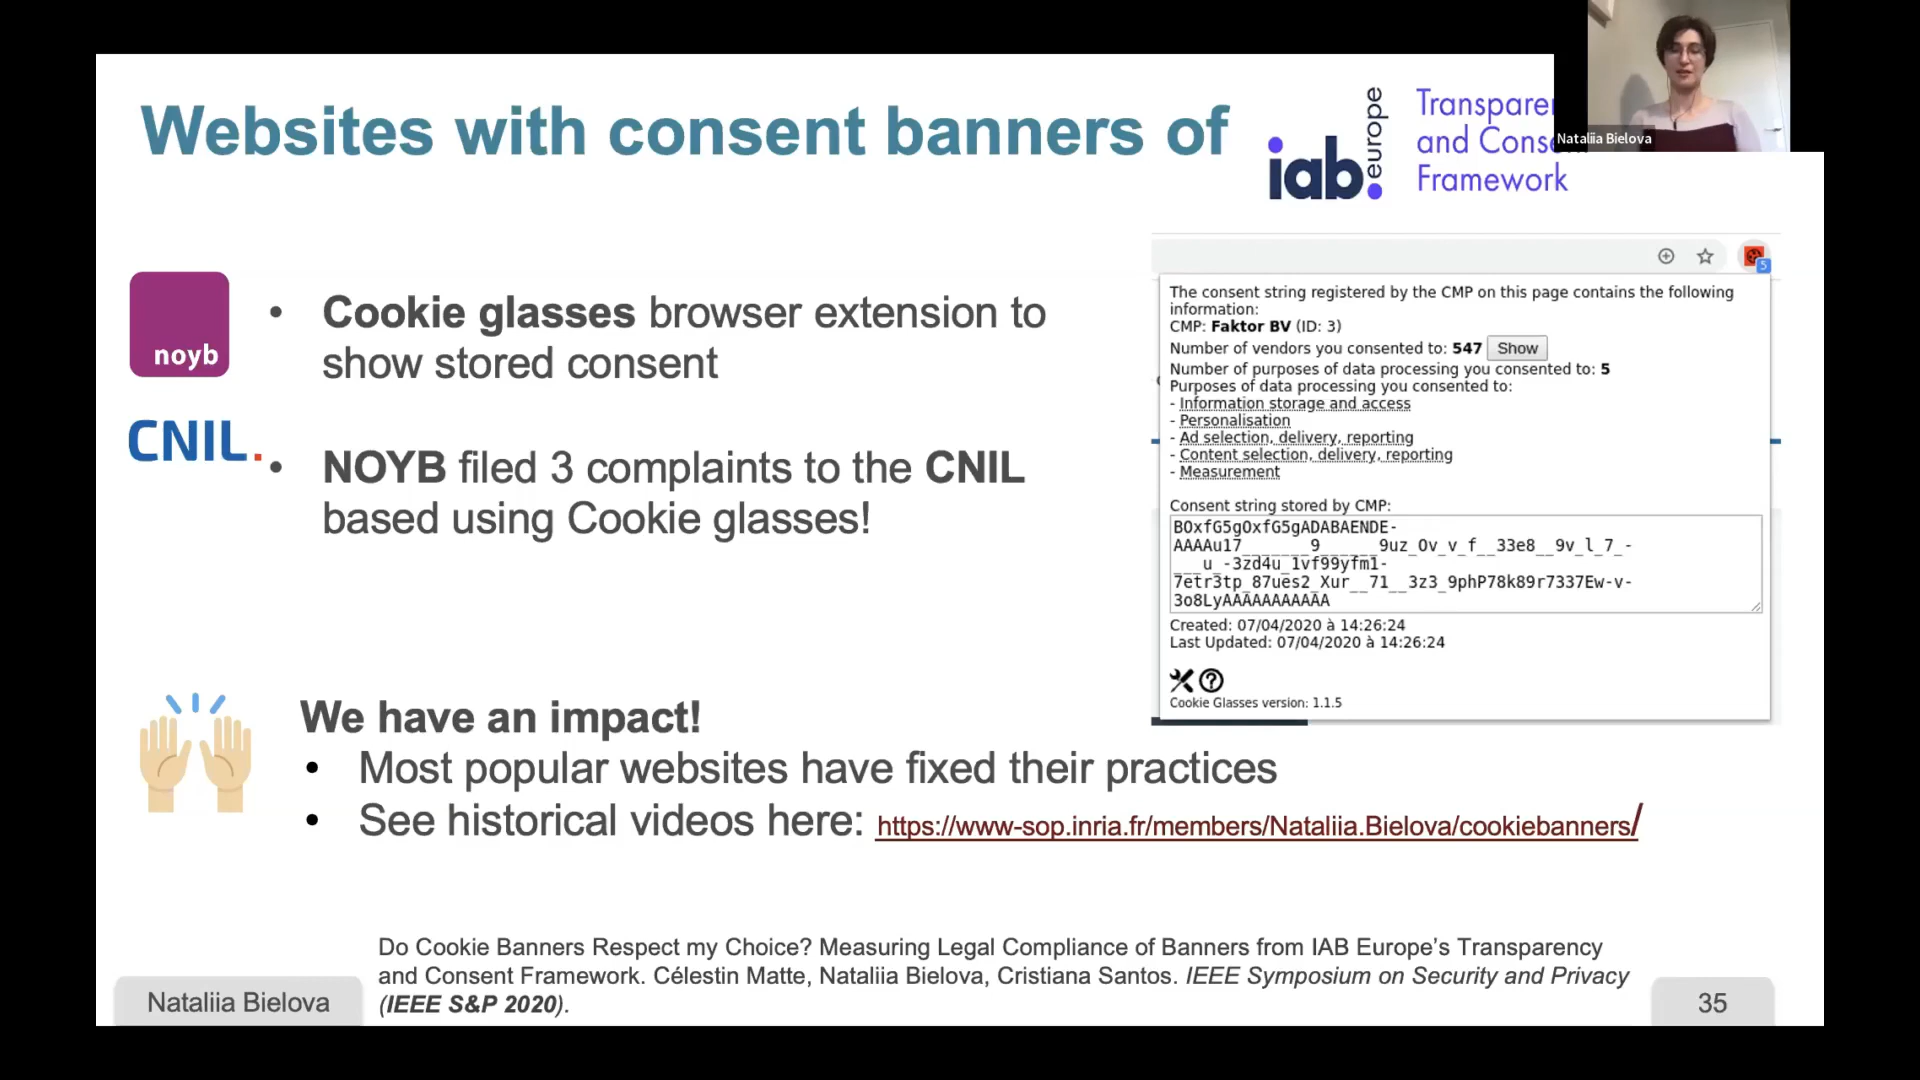 Websites with consent banners of
iab.
europe
Transparen
and Conse
Framework
Nataliia Bielova
noyb
• Cookie glasses browser extension to
show stored consent
CNIL.
• NOYB filed 3 complaints to the CNIL
based using Cookie glasses!
5
The consent string registered by the CMP on this page contains the following
information:
CMP: Faktor BV (ID: 3)
Number of vendors you consented to: 547 Show
Number of purposes of data processing you consented to: 5
Purposes of data processing you consented to:
- Information storage and access
- Personalisation
- Ad selection, delivery, reporting
- Content selection, delivery, reporting
- Measurement
Consent string stored by CMP:
BOxfG5gOxfG5gADABAENDE-
AAAAu17_______9______9uz_Ov_v_f__33e8__9v_l_7_-
___u_-3zd4u_1vf99yfm1-
7etr3tp_87ues2_Xur__71__3z3_9phP78k89r7337Ew-v-
3o8LyAAAAAAAAAAA
Created: 07/04/2020 à 14:26:24
Last Updated: 07/04/2020 à 14:26:24
Cookie Glasses version: 1.1.5
We have an impact!
• Most popular websites have fixed their practices
• See historical videos here: https://www-sop.inria.fr/members/Nataliia.Bielova/cookiebanners/
Do Cookie Banners Respect my Choice? Measuring Legal Compliance of Banners from IAB Europe's Transparency
and Consent Framework. Célestin Matte, Nataliia Bielova, Cristiana Santos. IEEE Symposium on Security and Privacy
(IEEE S&P 2020).
Nataliia Bielova
35